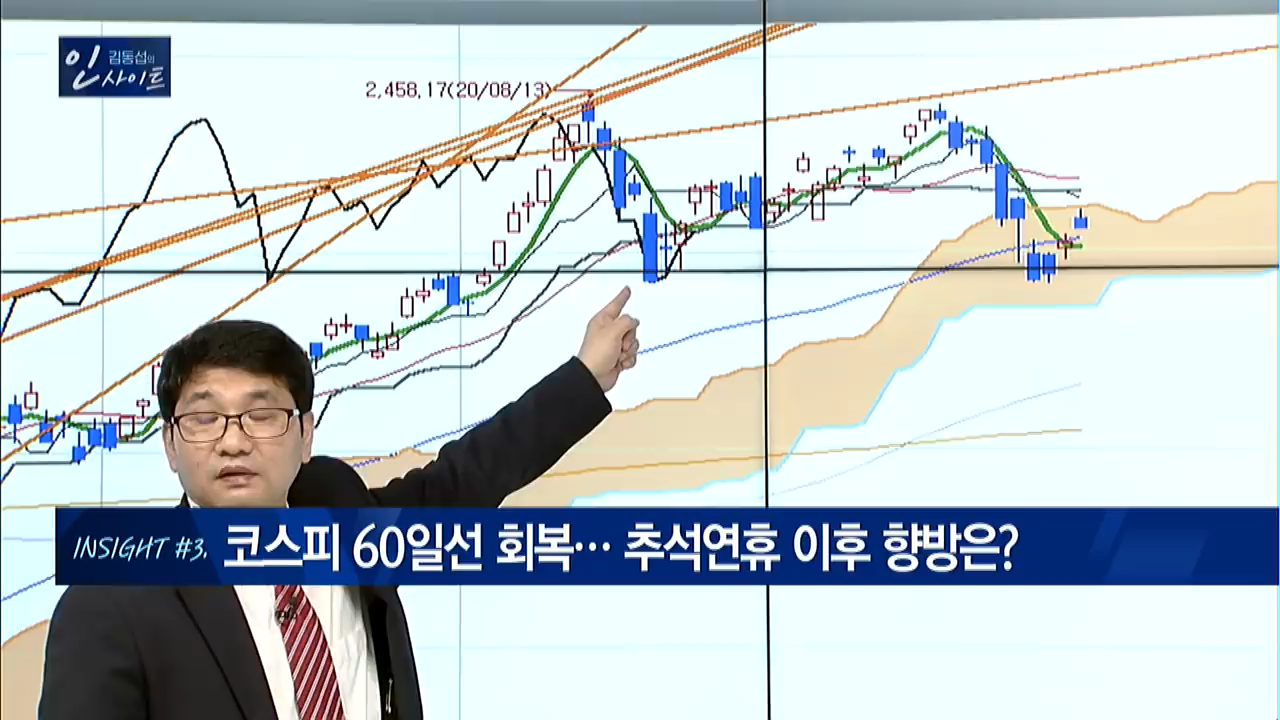 김동섭의
인사이트
2,458,17(20/08/13)
INSIGHT #3. 코스피 60일선 회복… 추석연휴 이후 향방은?